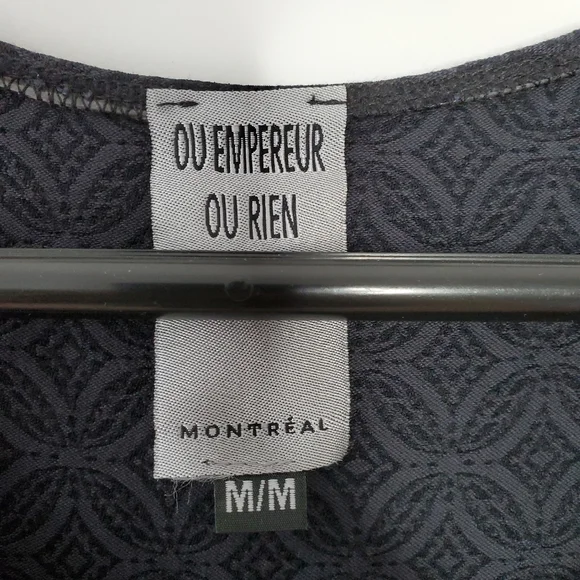 OU EMPEREUR
OU RIEN
MONTRÉAL
M/M